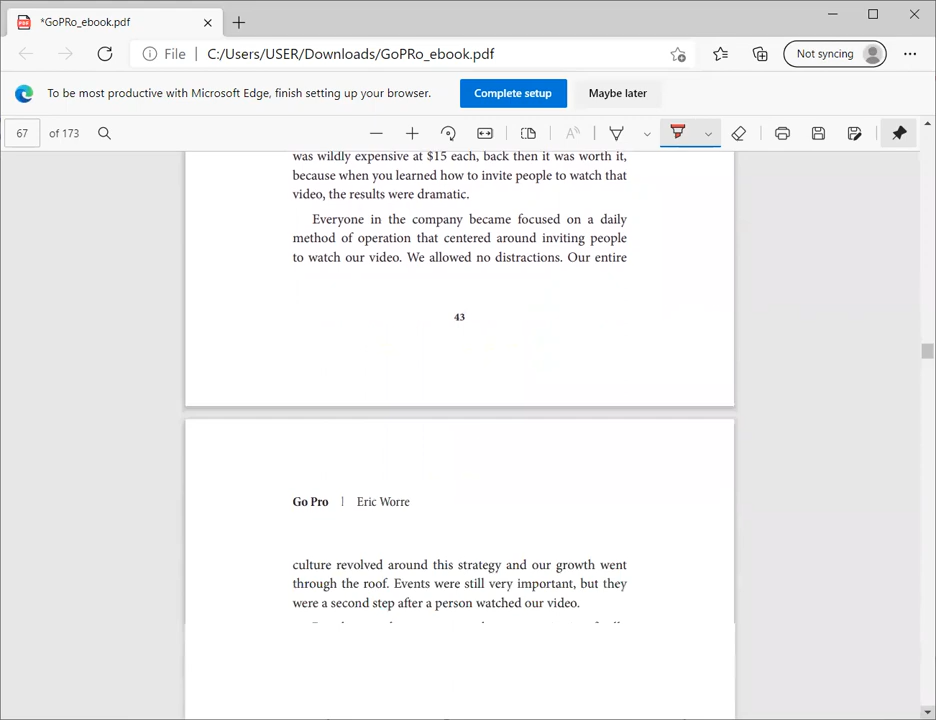 *GoPRo_ebook.pdf
File C:/Users/USER/Downloads/GoPRo_ebook.pdf Not syncing
To be most productive with Microsoft Edge, finish setting up your browser. Complete setup Maybe later
67 of 173
was wildly expensive at $15 each, back then it was worth it,
because when you learned how to invite people to watch that
video, the results were dramatic.
Everyone in the company became focused on a daily
method of operation that centered around inviting people
to watch our video. We allowed no distractions. Our entire
43
Go Pro | Eric Worre
culture revolved around this strategy and our growth went
through the roof. Events were still very important, but they
were a second step after a person watched our video.